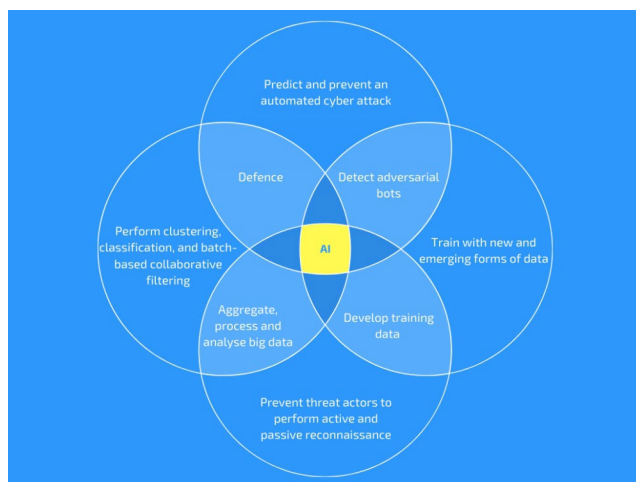 Predict and prevent an
automated cyber attack
Defence
Detect adversarial
bots
Perform clustering,
classification, and batch-
based collaborative
filtering
AI
Train with new and
emerging forms of data
Aggregate,
process and
analyse big data
Develop training
data
Prevent threat actors to
perform active and
passive reconnaissance